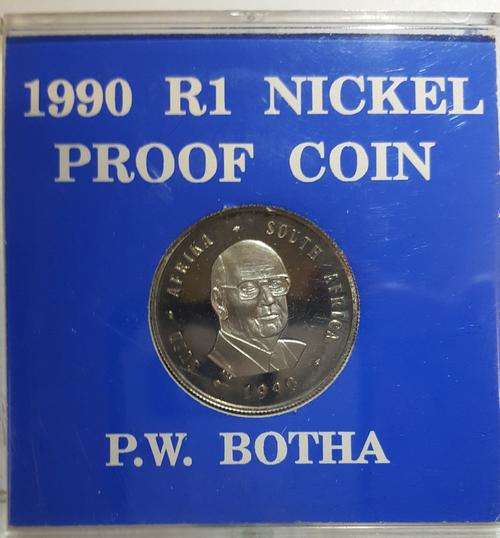 1990 R1 NICKEL
PROOF COIN
SUID AFRIKA SOUTH AFRICA
1990
P.W. BOTHA